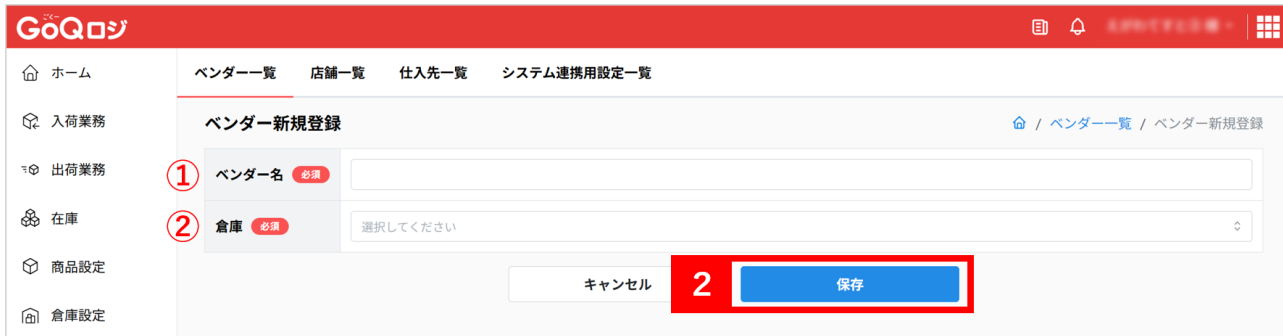 ごくー
GoQロジ
ホーム
入荷業務
出荷業務
在庫
商品設定
倉庫設定
ベンダー一覧 店舗一覧 仕入先一覧 システム連携用設定一覧
ベンダー新規登録
/ ベンダー一覧 / ベンダー新規登録
① ベンダー名 必須
② 倉庫 必須 選択してください
キャンセル 2 保存